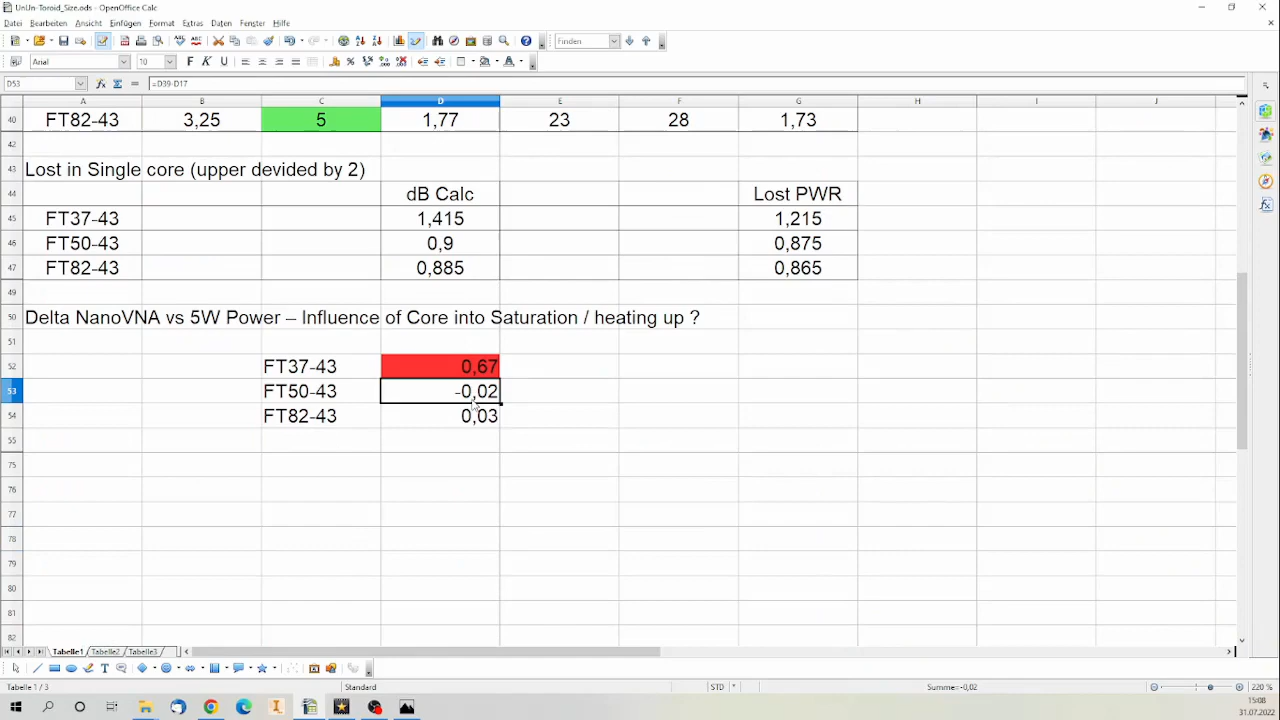 UnUn-Toroid_Size.ods - OpenOffice Calc
Datei Bearbeiten Ansicht Einfügen Format Extras Daten Fenster Hilfe
Finden
Arial 10
D53 =D39-D17
A B C D E F G H I J
40 FT82-43 3,25 5 1,77 23 28 1,73
42
43 Lost in Single core (upper devided by 2)
44 dB Calc Lost PWR
45 FT37-43 1,415 1,215
46 FT50-43 0,9 0,875
47 FT82-43 0,885 0,865
49
50 Delta NanoVNA vs 5W Power – Influence of Core into Saturation / heating up ?
51
52 FT37-43 0,67
53 FT50-43 -0,02
54 FT82-43 0,03
55
75
76
77
78
79
80
81
82
Tabelle1 Tabelle2 Tabelle3
Tabelle 1 / 3 Standard STD * Summe=-0,02 220 %
15:08
31.07.2022